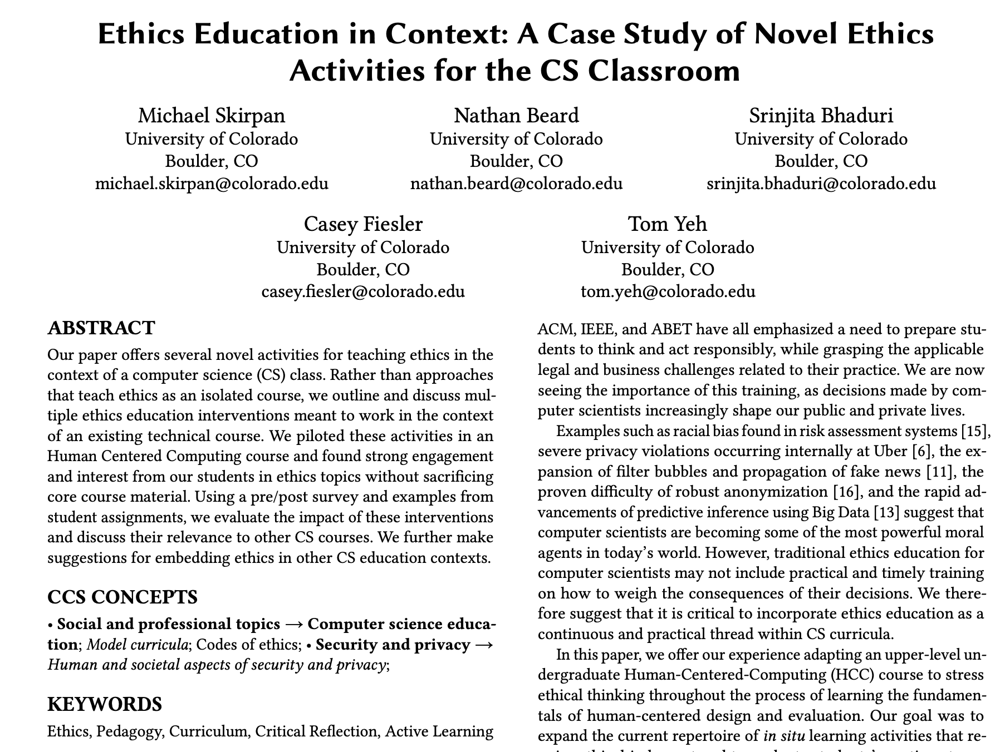 Ethics Education in Context: A Case Study of Novel Ethics
Activities for the CS Classroom
Michael Skirpan
University of Colorado
Boulder, CO
michael.skirpan@colorado.edu
Nathan Beard
University of Colorado
Boulder, CO
nathan.beard@colorado.edu
Srinjita Bhaduri
University of Colorado
Boulder, CO
srinjita.bhaduri@colorado.edu
Casey Fiesler
University of Colorado
Boulder, CO
casey.fiesler@colorado.edu
Tom Yeh
University of Colorado
Boulder, CO
tom.yeh@colorado.edu
ABSTRACT
Our paper offers several novel activities for teaching ethics in the
context of a computer science (CS) class. Rather than approaches
that teach ethics as an isolated course, we outline and discuss mul-
tiple ethics education interventions meant to work in the context
of an existing technical course. We piloted these activities in an
Human Centered Computing course and found strong engagement
and interest from our students in ethics topics without sacrificing
core course material. Using a pre/post survey and examples from
student assignments, we evaluate the impact of these interventions
and discuss their relevance to other CS courses. We further make
suggestions for embedding ethics in other CS education contexts.
CCS CONCEPTS
• Social and professional topics → Computer science educa-
tion; Model curricula; Codes of ethics; • Security and privacy →
Human and societal aspects of security and privacy;
KEYWORDS
Ethics, Pedagogy, Curriculum, Critical Reflection, Active Learning
ACM, IEEE, and ABET have all emphasized a need to prepare stu-
dents to think and act responsibly, while grasping the applicable
legal and business challenges related to their practice. We are now
seeing the importance of this training, as decisions made by com-
puter scientists increasingly shape our public and private lives.
Examples such as racial bias found in risk assessment systems [15],
severe privacy violations occurring internally at Uber [6], the ex-
pansion of filter bubbles and propagation of fake news [11], the
proven difficulty of robust anonymization [16], and the rapid ad-
vancements of predictive inference using Big Data [13] suggest that
computer scientists are becoming some of the most powerful moral
agents in today's world. However, traditional ethics education for
computer scientists may not include practical and timely training
on how to weigh the consequences of their decisions. We there-
fore suggest that it is critical to incorporate ethics education as a
continuous and practical thread within CS curricula.
In this paper, we offer our experience adapting an upper-level un-
dergraduate Human-Centered-Computing (HCC) course to stress
ethical thinking throughout the process of learning the fundamen-
tals of human-centered design and evaluation. Our goal was to
expand the current repertoire of in situ learning activities that re-